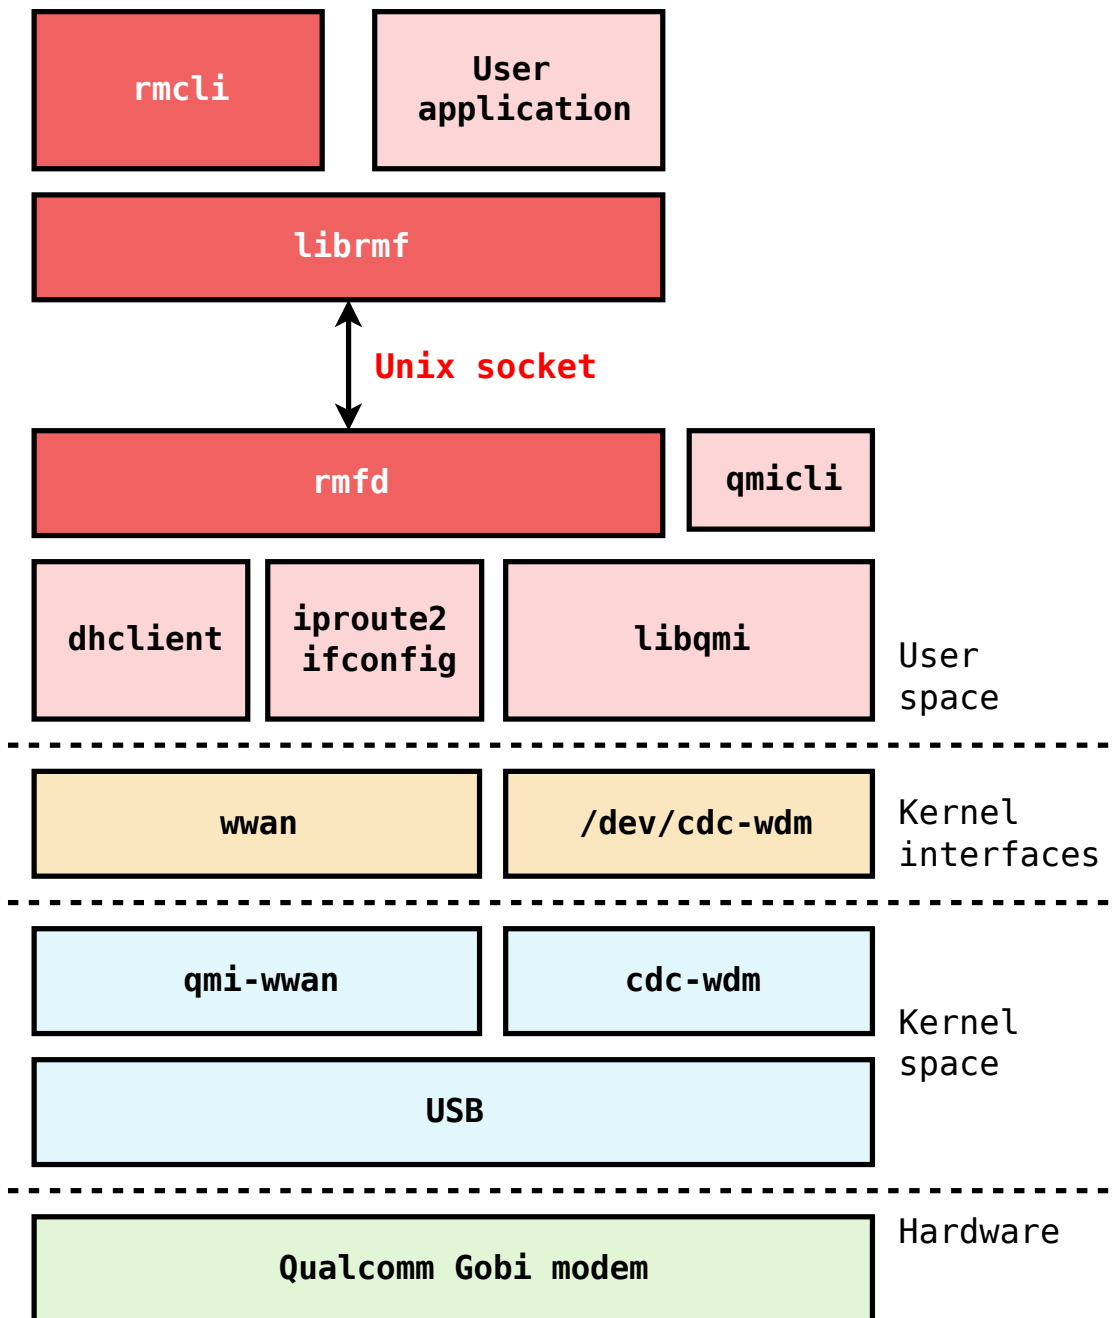 rmcli
User
application
librmf
Unix socket
rmfd
qmicli
dhclient
iproute2
ifconfig
libqmi
User
space
wwan
/dev/cdc-wdm
Kernel
interfaces
qmi-wwan
cdc-wdm
Kernel
space
USB
Hardware
Qualcomm Gobi modem